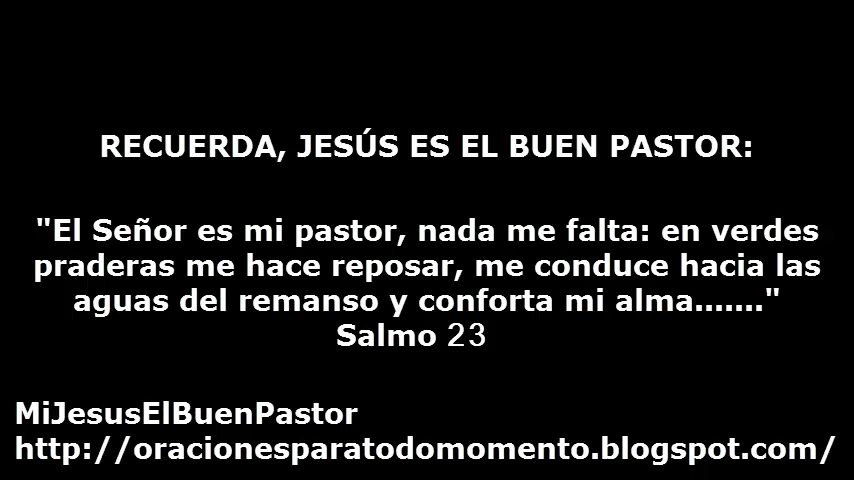 RECUERDA, JESÚS ES EL BUEN PASTOR:
"El Señor es mi pastor, nada me falta: en verdes
praderas me hace reposar, me conduce hacia las
aguas del remanso y conforta mi alma......."
Salmo 23
MiJesusElBuenPastor
http://oracionesparatodomomento.blogspot.com/